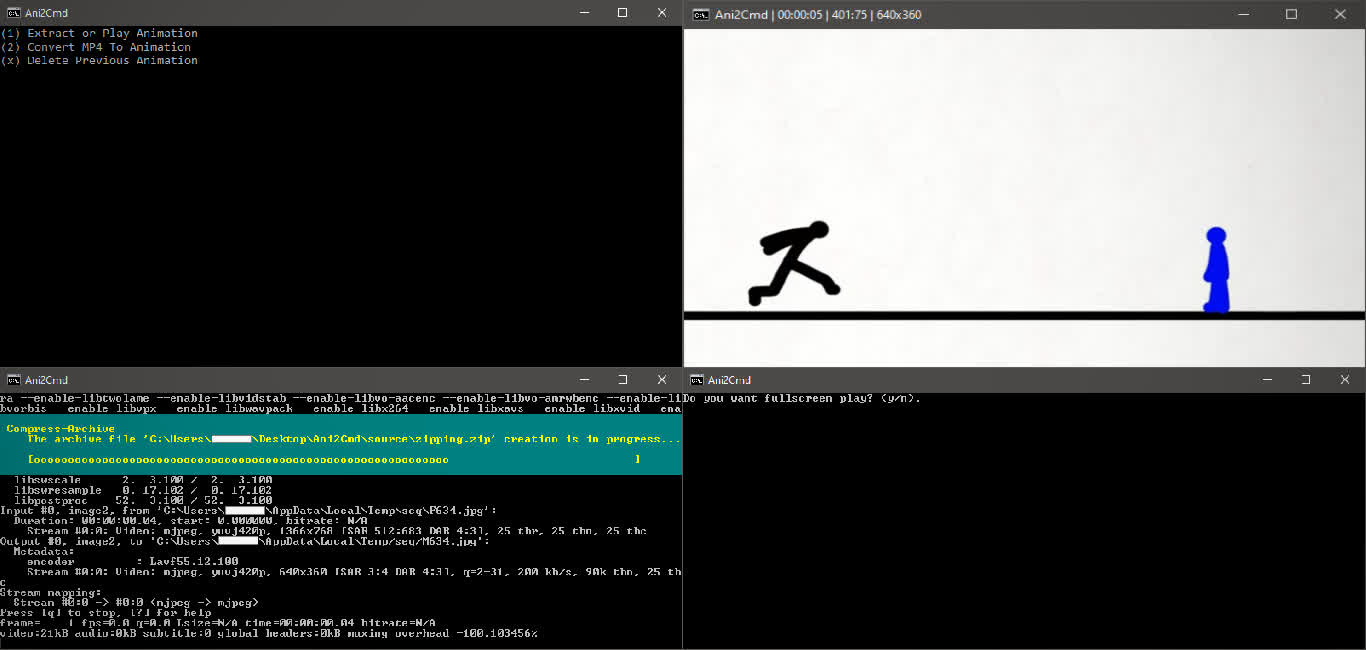 Ani2Cmd
(1) Extract or Play Animation
(2) Convert MP4 To Animation
(x) Delete Previous Animation
Ani2Cmd | 00:00:05 | 401:75 | 640x360
Ani2Cmd
ra --enable-libtwolame --enable-libvidstab --enable-libvo-aacenc --enable-libvo-amrwbenc --enable-li
bvorbis enable libvpx enable libwavpack enable libx264 enable libxavs enable libxvid ena
Compress-Archive
The archive file 'C:\Users\ \Desktop\Ani2Cmd\source\zipping.zip' creation is in progress...
[ooooooooooooooooooooooooooooooooooooooooooooooooooooooooooooo ]
libswscale 2. 3.100 / 2. 3.100
libswresample 0. 17.102 / 0. 17.102
libpostproc 52. 3.100 / 52. 3.100
Input #0, image2, from 'C:\Users\ \AppData\Local\Temp\seq\P634.jpg':
Duration: 00:00:00.04, start: 0.000000, bitrate: N/A
Stream #0:0: Video: mjpeg, yuvj420p, 1366x768 [SAR 512:683 DAR 4:3], 25 tbr, 25 tbn, 25 tbc
Output #0, image2, to 'C:\Users\ \AppData\Local\Temp/seq/M634.jpg':
Metadata:
encoder : Lavf55.12.100
Stream #0:0: Video: mjpeg, yuvj420p, 640x360 [SAR 3:4 DAR 4:3], q=2-31, 200 kb/s, 90k tbn, 25 tb
c
Stream mapping:
Stream #0:0 -> #0:0 (mjpeg -> mjpeg)
Press [q] to stop, [?] for help
frame= 1 fps=0.0 q=0.0 Lsize=N/A time=00:00:00.04 bitrate=N/A
video:21kB audio:0kB subtitle:0 global headers:0kB muxing overhead -100.103456%
Ani2Cmd
Do you want fullscreen play? (y/n).